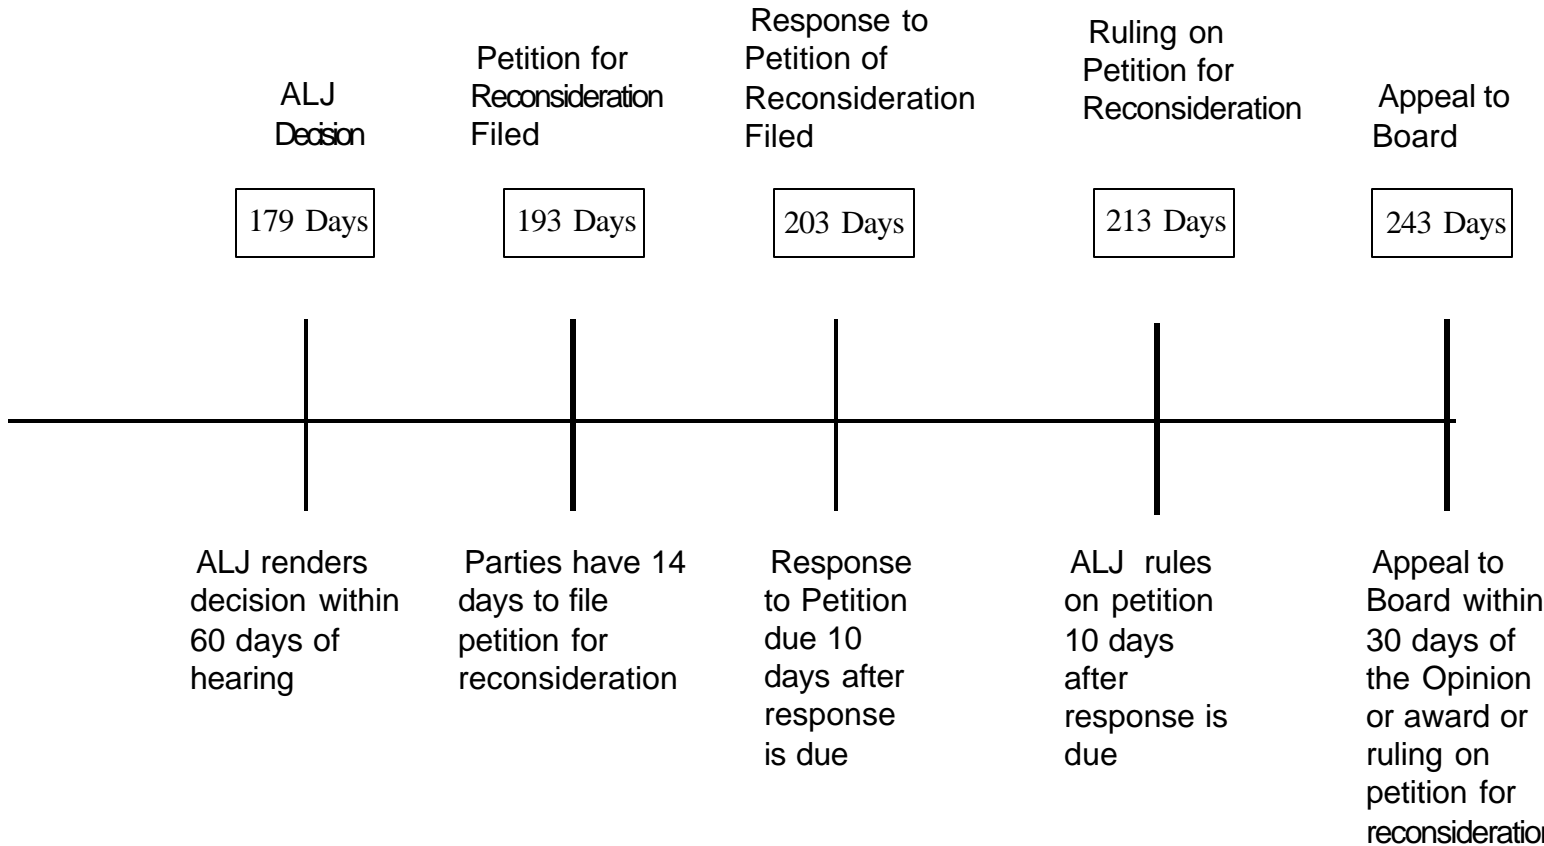 ALJ
Decision
Petition for
Reconsideration
Filed
Response to
Petition of
Reconsideration
Filed
Ruling on
Petition for
Reconsideration
Appeal to
Board
179 Days
193 Days
203 Days
213 Days
243 Days
ALJ renders
decision within
60 days of
hearing
Parties have 14
days to file
petition for
reconsideration
Response
to Petition
due 10
days after
response
is due
ALJ rules
on petition
10 days
after
response is
due
Appeal to
Board within
30 days of
the Opinion
or award or
ruling on
petition for
reconsideration